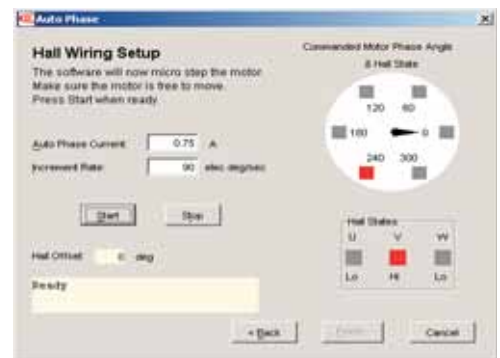 Auto Phase
Hall Wiring Setup
The software will now micro step the motor.
Make sure the motor is free to move.
Press Start when ready.
Auto Phase Current: 0.75 A
Increment Rate: 90 elec deg/sec
Start Stop
Hall Offset: 0 deg
Ready
Commanded Motor Phase Angle
& Hall State
120 60
180 0
240 300
Hall States
U V W
Lo Hi Lo
< Back Finish Cancel